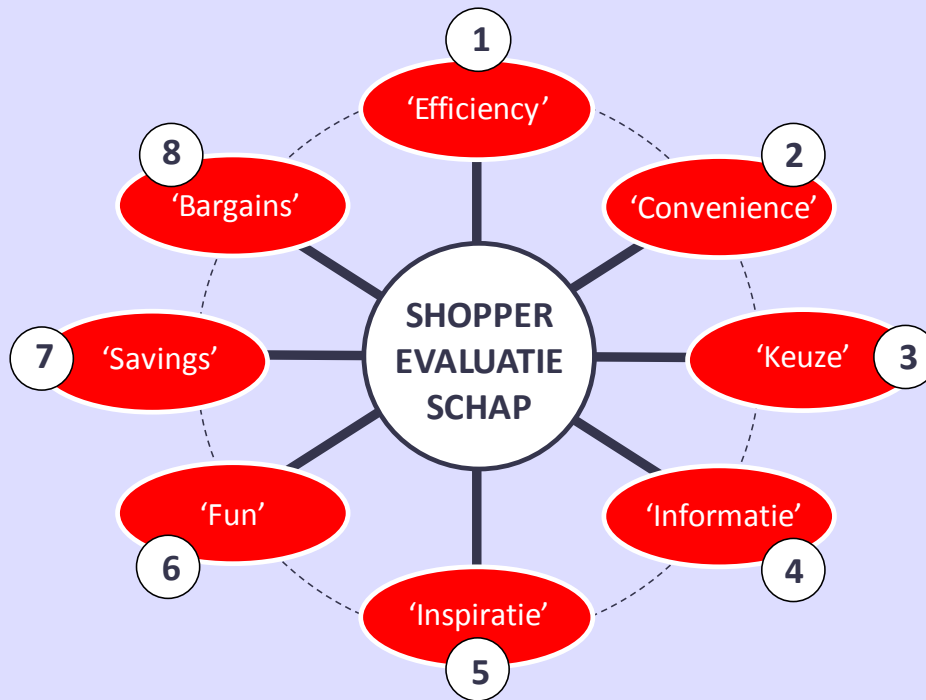 1
‘Efficiency’
2
‘Convenience’
3
‘Keuze’
4
‘Informatie’
5
‘Inspiratie’
6
‘Fun’
7
‘Savings’
8
‘Bargains’
SHOPPER
EVALUATIE
SCHAP